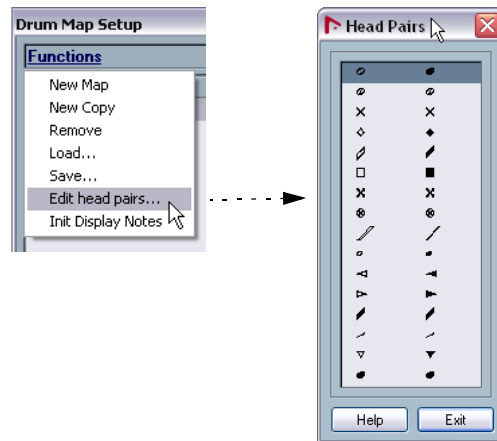 Drum Map Setup
Functions
New Map
New Copy
Remove
Load...
Save...
Edit head pairs...
Init Display Notes
Head Pairs
Help
Exit